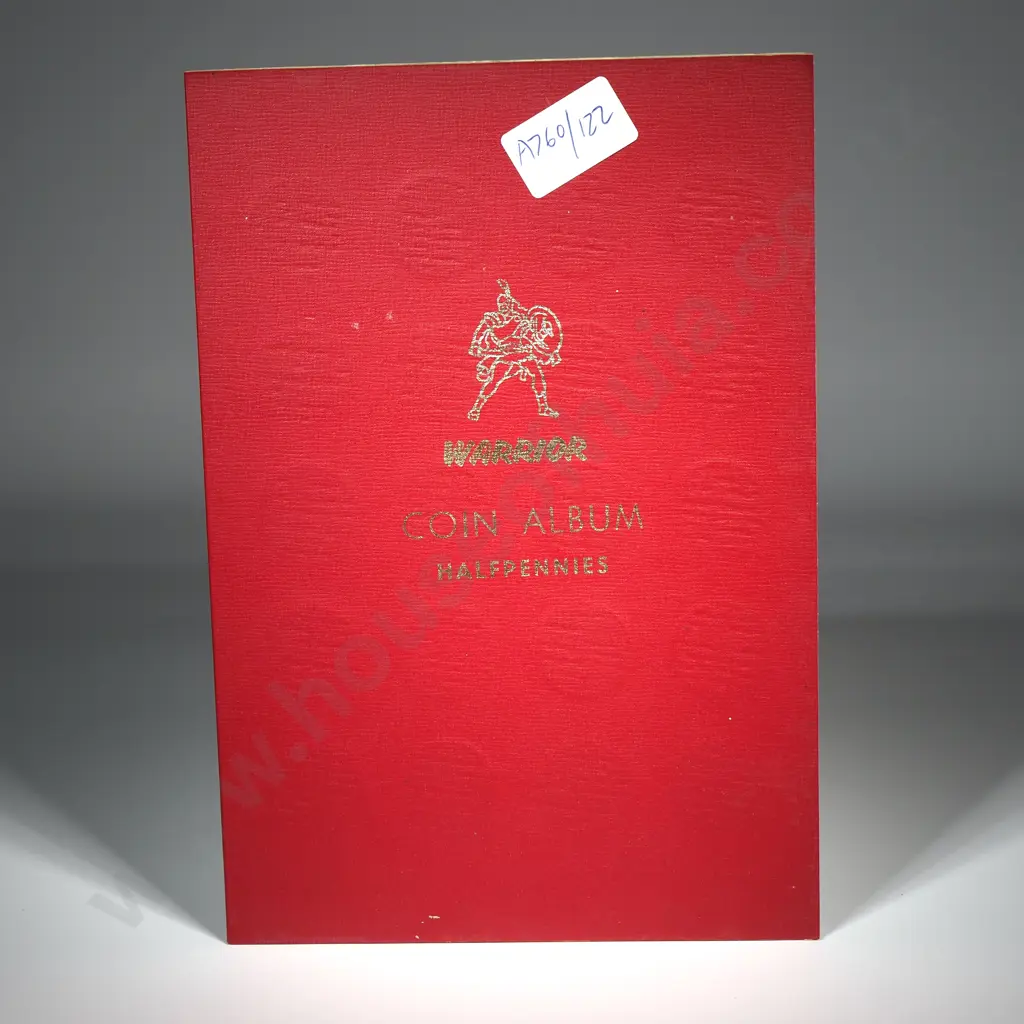 A760/122
WARRIOR
COIN ALBUM
HALFPENNIES